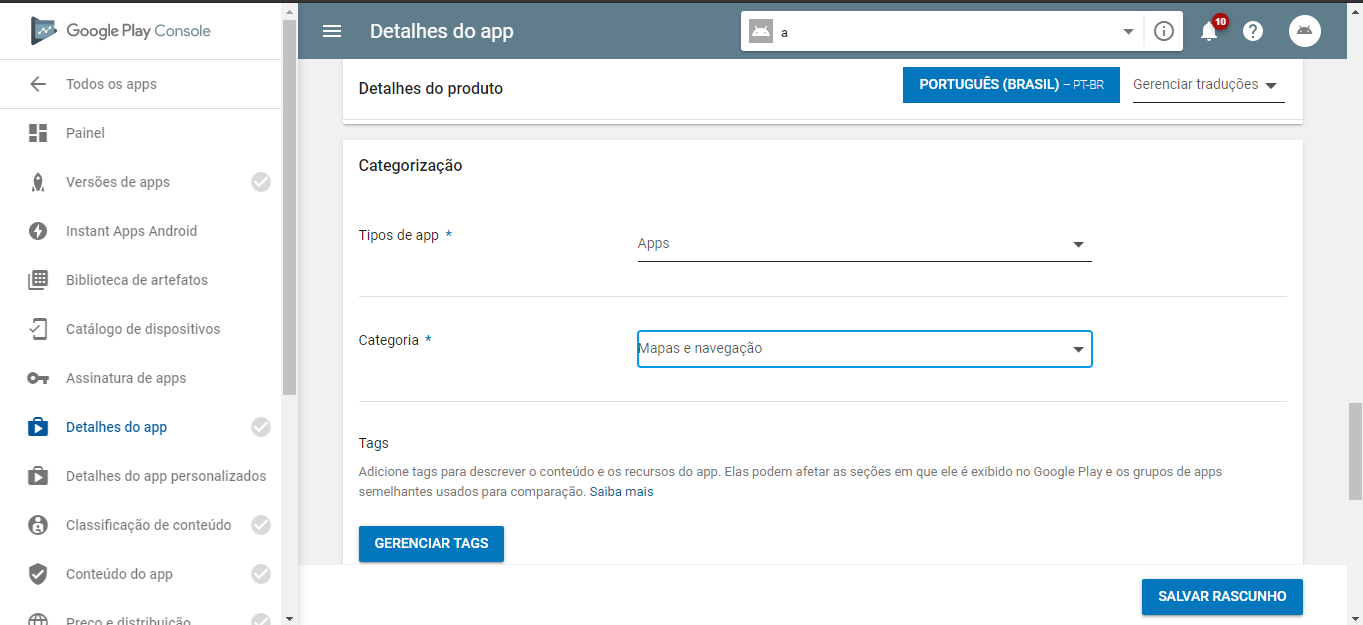 Google Play Console
Detalhes do app
a
10
Todos os apps
Painel
Versões de apps
Instant Apps Android
Biblioteca de artefatos
Catálogo de dispositivos
Assinatura de apps
Detalhes do app
Detalhes do app personalizados
Classificação de conteúdo
Conteúdo do app
Preço e distribuição
Detalhes do produto
PORTUGUÊS (BRASIL) – PT-BR
Gerenciar traduções
Categorização
Tipos de app *
Apps
Categoria *
Mapas e navegação
Tags
Adicione tags para descrever o conteúdo e os recursos do app. Elas podem afetar as seções em que ele é exibido no Google Play e os grupos de apps
semelhantes usados para comparação. Saiba mais
GERENCIAR TAGS
SALVAR RASCUNHO